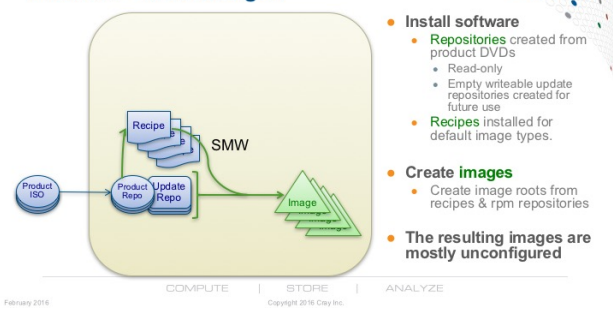 Install software
Repositories created from
product DVDs
Read-only
Empty writeable update
repositories created for
future use
Recipes installed for
default image types.
Create images
Create image roots from
recipes & rpm repositories
The resulting images are
mostly unconfigured
Recipe
SMW
Product
ISO
Product
Repo
Update
Repo
Image
COMPUTE | STORE | ANALYZE
February 2016
Copyright 2016 Cray Inc.